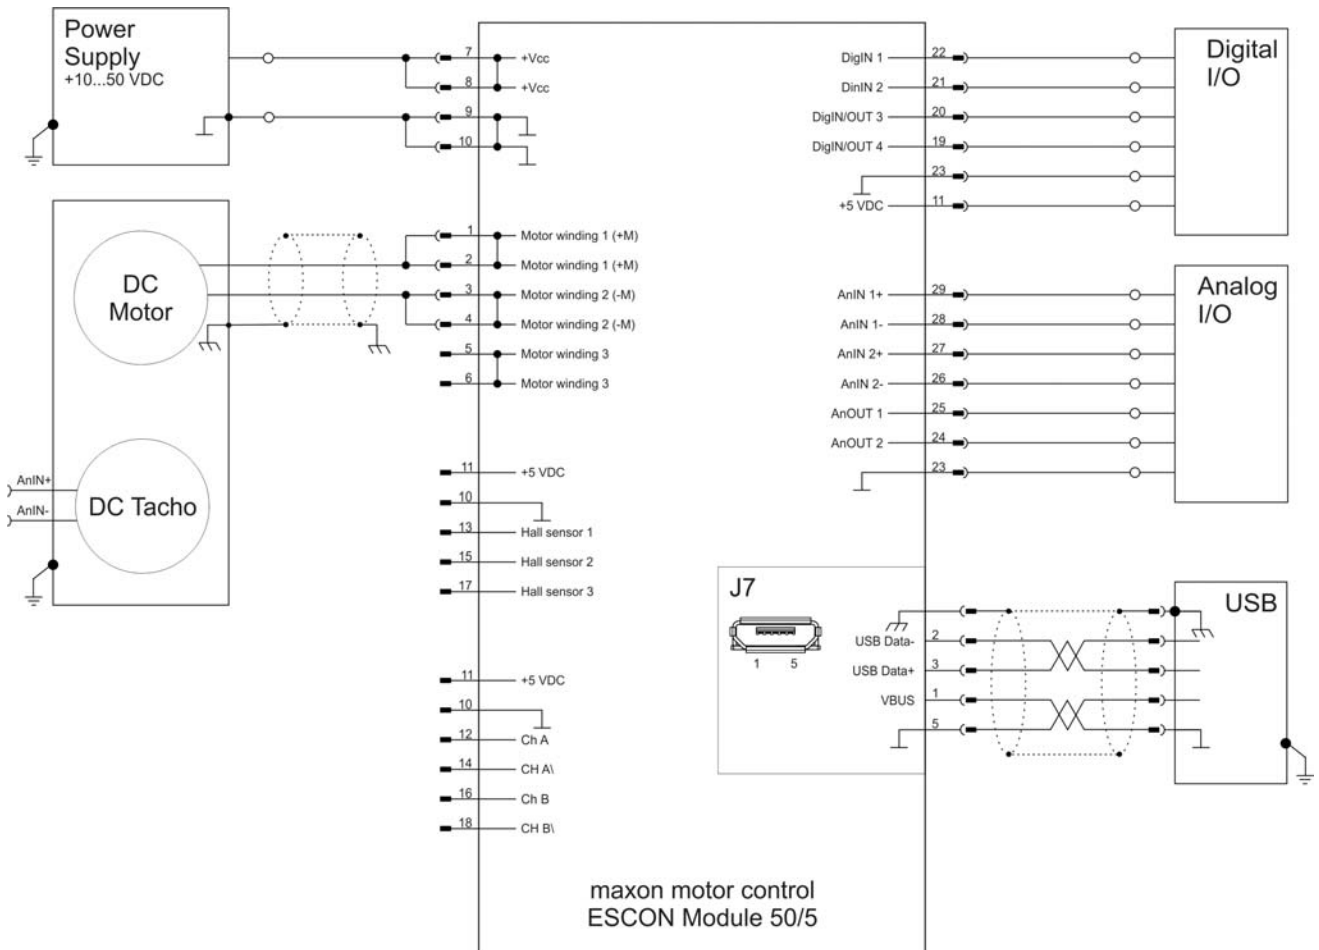 Power
Supply
+10...50 VDC
7
+Vcc
8
+Vcc
9
10
DC
Motor
1
Motor winding 1 (+M)
2
Motor winding 1 (+M)
3
Motor winding 2 (-M)
4
Motor winding 2 (-M)
5
Motor winding 3
6
Motor winding 3
AnIN+
AnIN-
DC Tacho
11
+5 VDC
10
13
Hall sensor 1
15
Hall sensor 2
17
Hall sensor 3
11
+5 VDC
10
12
Ch A
14
CH A\
16
Ch B
18
CH B\
DigIN 1
22
DinIN 2
21
DigIN/OUT 3
20
DigIN/OUT 4
19
23
+5 VDC
11
Digital
I/O
AnIN 1+
29
AnIN 1-
28
AnIN 2+
27
AnIN 2-
26
AnOUT 1
25
AnOUT 2
24
23
Analog
I/O
J7
1 5
USB Data-
2
USB Data+
3
VBUS
1
5
USB
maxon motor control
ESCON Module 50/5